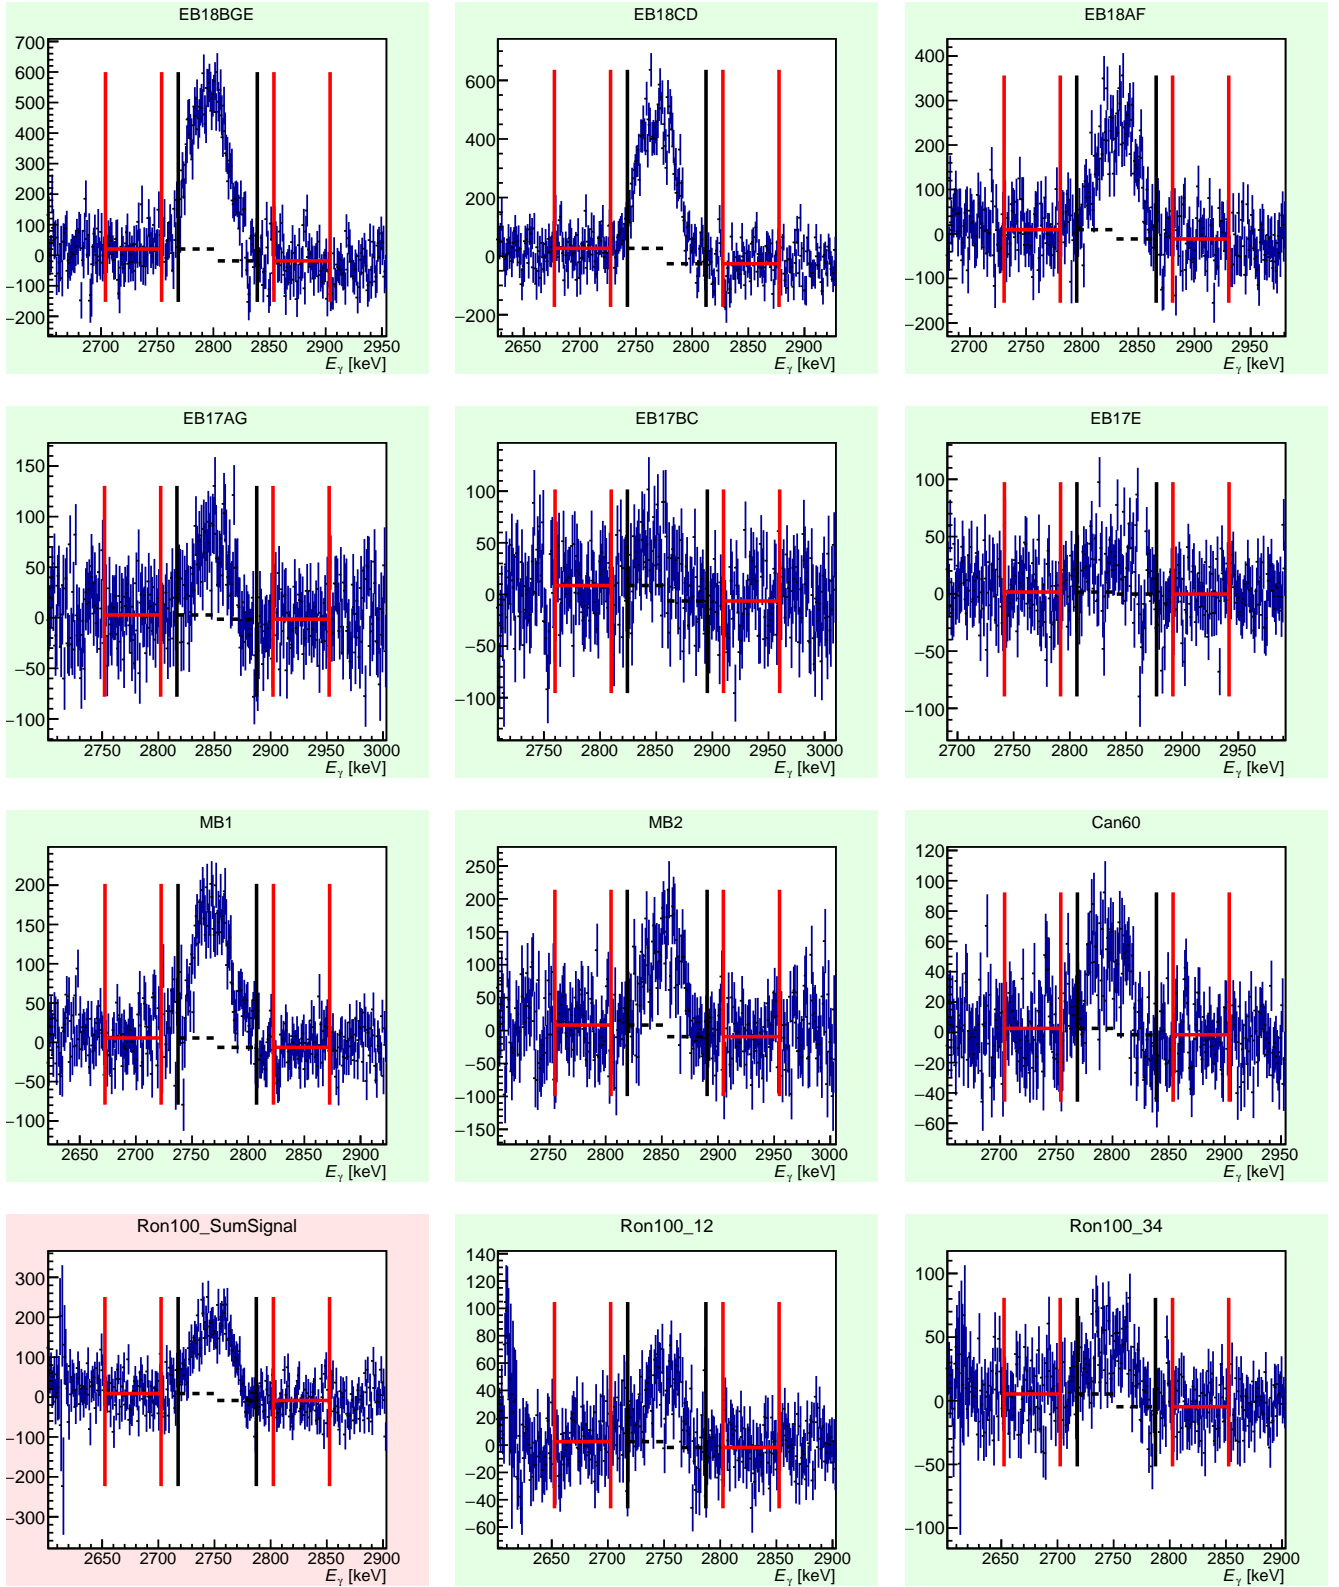 EB18BGE
700
600
500
400
300
200
100
0
−100
−200
2700 2750 2800 2850 2900 2950
Eγ [keV]
EB18CD
600
400
200
0
−200
2650 2700 2750 2800 2850 2900
Eγ [keV]
EB18AF
400
300
200
100
0
−100
−200
2700 2750 2800 2850 2900 2950
Eγ [keV]
EB17AG
150
100
50
0
−50
−100
2750 2800 2850 2900 2950 3000
Eγ [keV]
EB17BC
100
50
0
−50
−100
2750 2800 2850 2900 2950 3000
Eγ [keV]
EB17E
100
50
0
−50
−100
2700 2750 2800 2850 2900 2950
Eγ [keV]
MB1
200
150
100
50
0
−50
−100
2650 2700 2750 2800 2850 2900
Eγ [keV]
MB2
250
200
150
100
50
0
−50
−100
−150
2750 2800 2850 2900 2950 3000
Eγ [keV]
Can60
120
100
80
60
40
20
0
−20
−40
−60
2700 2750 2800 2850 2900 2950
Eγ [keV]
Ron100_SumSignal
300
200
100
0
−100
−200
−300
2650 2700 2750 2800 2850 2900
Eγ [keV]
Ron100_12
140
120
100
80
60
40
20
0
−20
−40
−60
2650 2700 2750 2800 2850 2900
Eγ [keV]
Ron100_34
100
50
0
−50
−100
2650 2700 2750 2800 2850 2900
Eγ [keV]